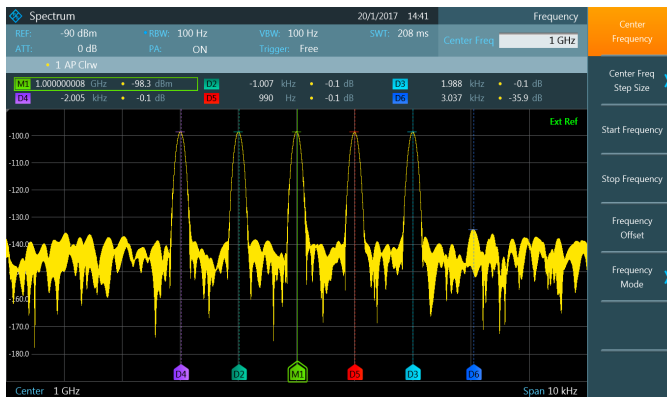 Spectrum 20/1/2017 14:41 Frequency
REF: -90 dBm RBW: 100 Hz VBW: 100 Hz SWT: 208 ms
ATT: 0 dB PA: ON Trigger: Free
Center Freq 1 GHz
1 AP Clrw
M1 1.000000008 GHz • -98.3 dBm D2 -1.007 kHz • -0.1 dB D3 1.988 kHz • -0.1 dB
D4 -2.005 kHz • -0.1 dB D5 990 Hz • -0.1 dB D6 3.037 kHz • -35.9 dB
Ext Ref
-100.0
-110.0
-120.0
-130.0
-140.0
-160.0
-170.0
-180.0
D4 D2 M1 D5 D3 D6
Center 1 GHz Span 10 kHz
Center
Frequency
Center Freq
Step Size
Start Frequency
Stop Frequency
Frequency
Offset
Frequency
Mode